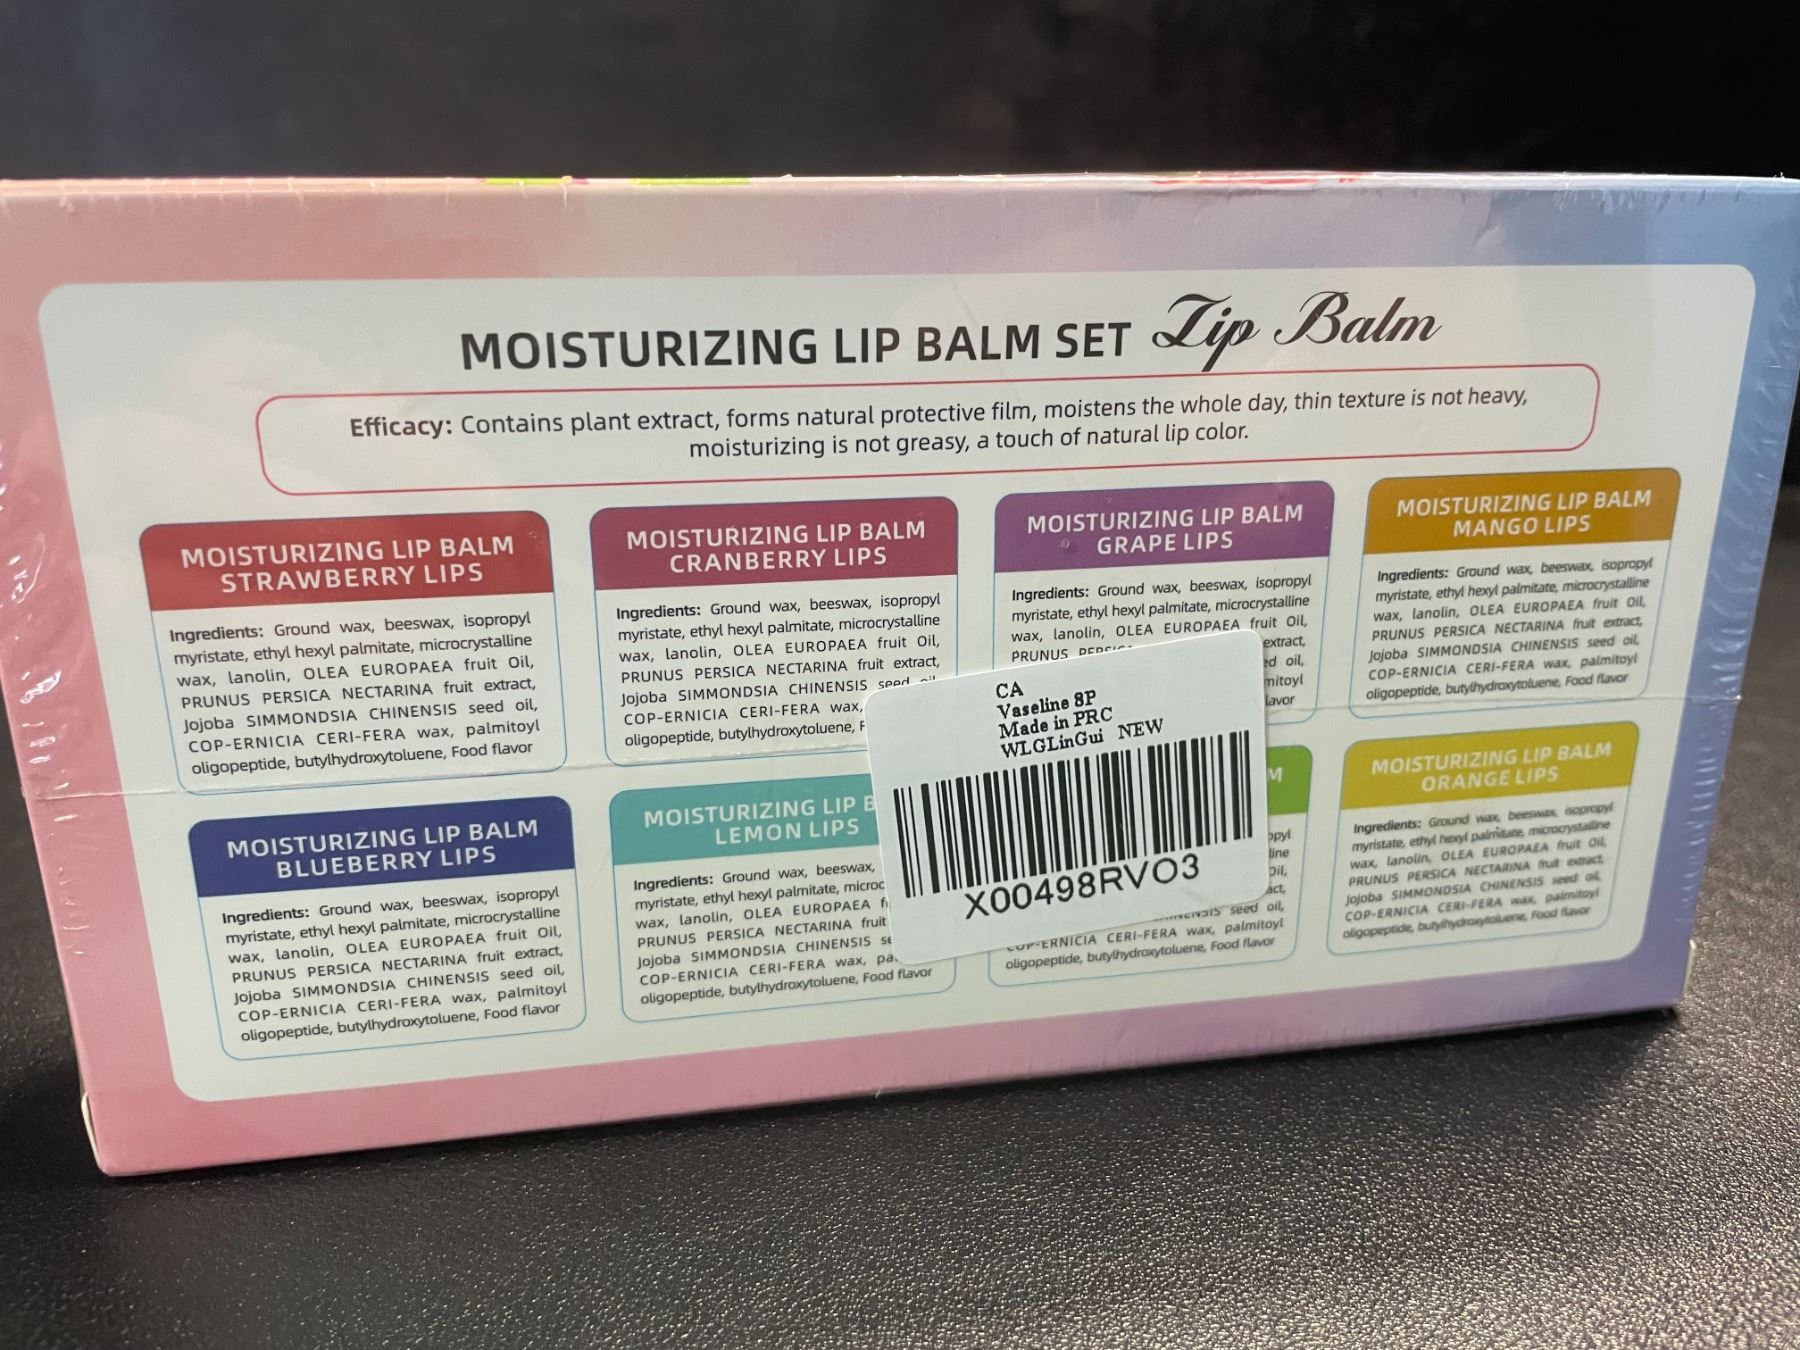 MOISTURIZING LIP BALM SET Lip Balm
Efficacy: Contains plant extract, forms natural protective film, moistens the whole day, thin texture is not heavy,
moisturizing is not greasy, a touch of natural lip color.
MOISTURIZING LIP BALM
STRAWBERRY LIPS
Ingredients: Ground wax, beeswax, isopropyl
myristate, ethyl hexyl palmitate, microcrystalline
wax, lanolin, OLEA EUROPAEA fruit Oil,
PRUNUS PERSICA NECTARINA fruit extract,
Jojoba SIMMONDSIA CHINENSIS seed oil,
COP-ERNICIA CERI-FERA wax, palmitoyl
oligopeptide, butylhydroxytoluene, Food flavor
MOISTURIZING LIP BALM
CRANBERRY LIPS
Ingredients: Ground wax, beeswax, isopropyl
myristate, ethyl hexyl palmitate, microcrystalline
wax, lanolin, OLEA EUROPAEA fruit Oil,
PRUNUS PERSICA NECTARINA fruit extract,
Jojoba SIMMONDSIA CHINENSIS seed oil
COP-ERNICIA CERI-FERA wax,
oligopeptide, butylhydroxytoluene,
MOISTURIZING LIP BALM
GRAPE LIPS
Ingredients: Ground wax, beeswax, isopropyl
myristate, ethyl hexyl palmitate, microcrystalline
wax, lanolin, OLEA EUROPAEA fruit Oil,
PRUNUS extract,
oil,
MOISTURIZING LIP BALM
MANGO LIPS
Ingredients: Ground wax, beeswax, isopropyl
myristate, ethyl hexyl palmitate, microcrystalline
wax, lanolin, OLEA EUROPAEA fruit Oil,
PRUNUS PERSICA NECTARINA fruit extract,
Jojoba SIMMONDSIA CHINENSIS seed oil,
COP-ERNICIA CERI-FERA wax, palmitoyl
oligopeptide, butylhydroxytoluene, Food flavor
CA
Vaseline 8P
Made in PRC
WLGLinGui NEW
X00498RVO3
MOISTURIZING LIP BALM
BLUEBERRY LIPS
Ingredients: Ground wax, beeswax, isopropyl
myristate, ethyl hexyl palmitate, microcrystalline
wax, lanolin, OLEA EUROPAEA fruit Oil,
PRUNUS PERSICA NECTARINA fruit extract,
Jojoba SIMMONDSIA CHINENSIS seed oil,
COP-ERNICIA CERI-FERA wax, palmitoyl
oligopeptide, butylhydroxytoluene, Food flavor
MOISTURIZING LIP
LEMON LIPS
Ingredients: Ground wax, beeswax,
myristate, ethyl hexyl palmitate,
wax, lanolin, OLEA EUROPAEA
PRUNUS PERSICA NECTARINA fruit
Jojoba SIMMONDSIA CHINENSIS
COP-ERNICIA CERI-FERA wax,
oligopeptide, butylhydroxytoluene, Food flavor
seed oil,
COP-ERNICIA CERI-FERA wax, palmitoyl
oligopeptide, butylhydroxytoluene, Food flavor
MOISTURIZING LIP BALM
ORANGE LIPS
Ingredients: Ground wax, beeswax, isopropyl
myristate, ethyl hexyl palmitate, microcrystalline
wax, lanolin, OLEA EUROPAEA fruit Oil,
PRUNUS PERSICA NECTARINA fruit extract,
Jojoba SIMMONDSIA CHINENSIS seed oil,
COP-ERNICIA CERI-FERA wax, palmitoyl
oligopeptide, butylhydroxytoluene, Food flavor